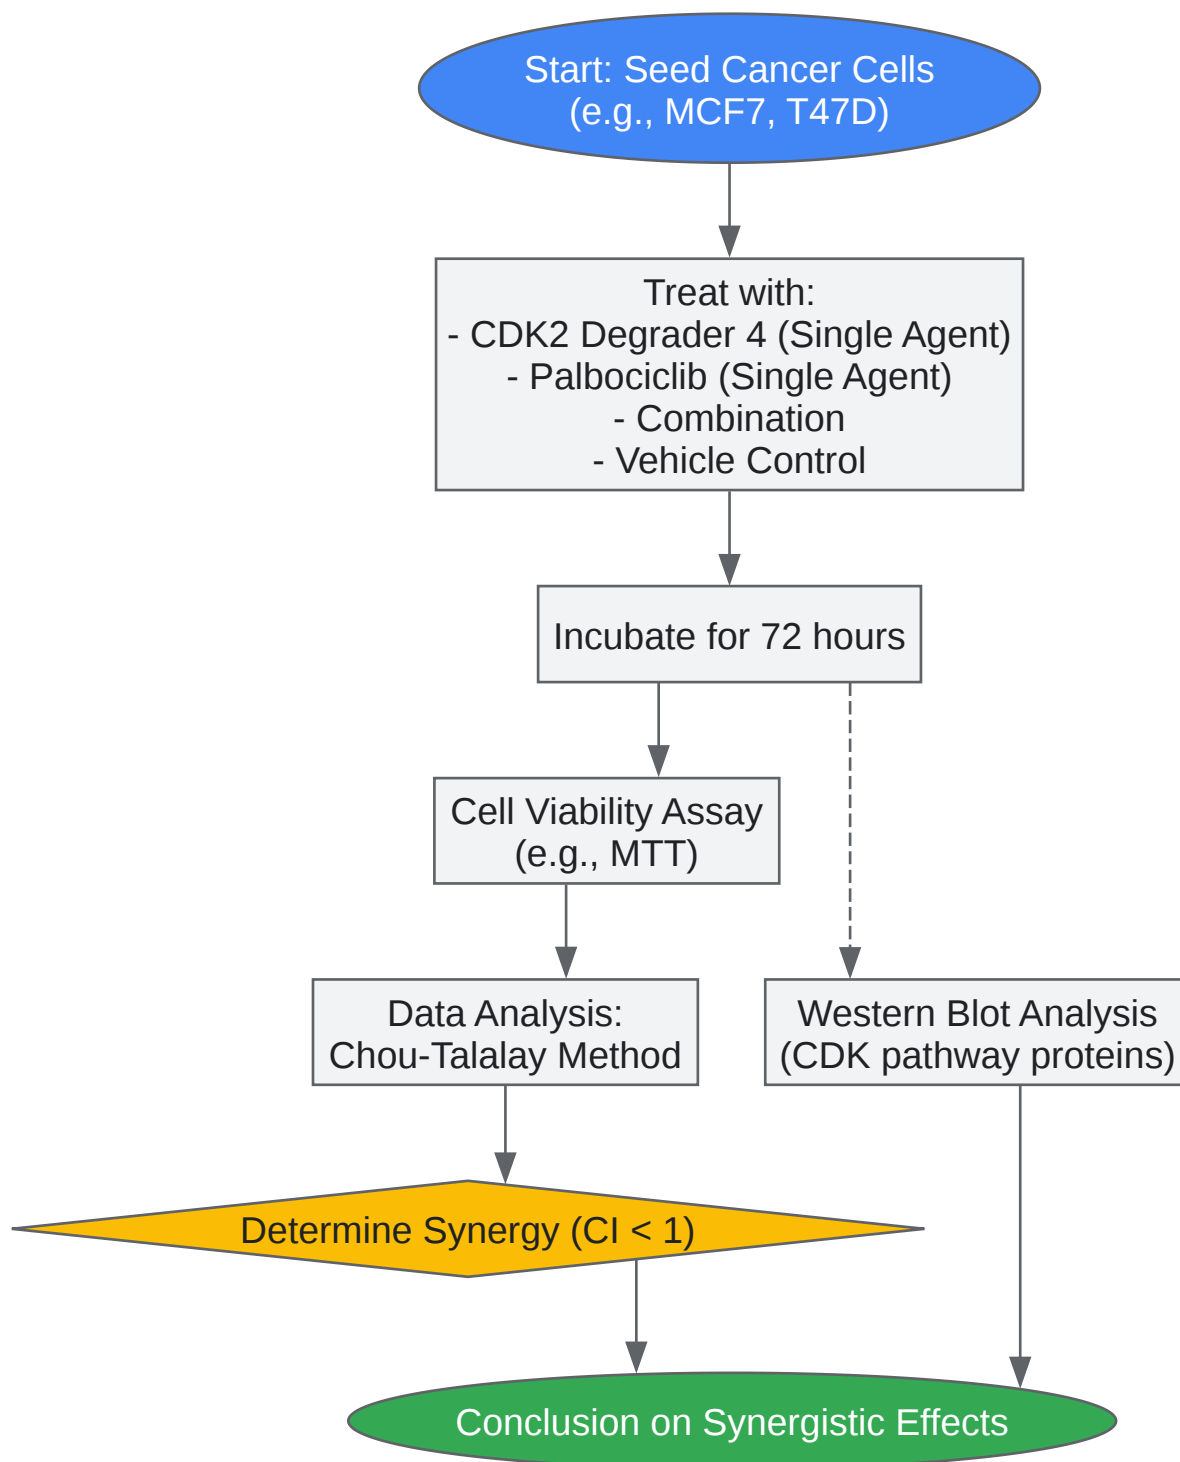 Start: Seed Cancer Cells
(e.g., MCF7, T47D)
Treat with:
- CDK2 Degrader 4 (Single Agent)
- Palbociclib (Single Agent)
- Combination
- Vehicle Control
Incubate for 72 hours
Cell Viability Assay
(e.g., MTT)
Data Analysis:
Chou-Talalay Method
Western Blot Analysis
(CDK pathway proteins)
Determine Synergy (CI < 1)
Conclusion on Synergistic Effects